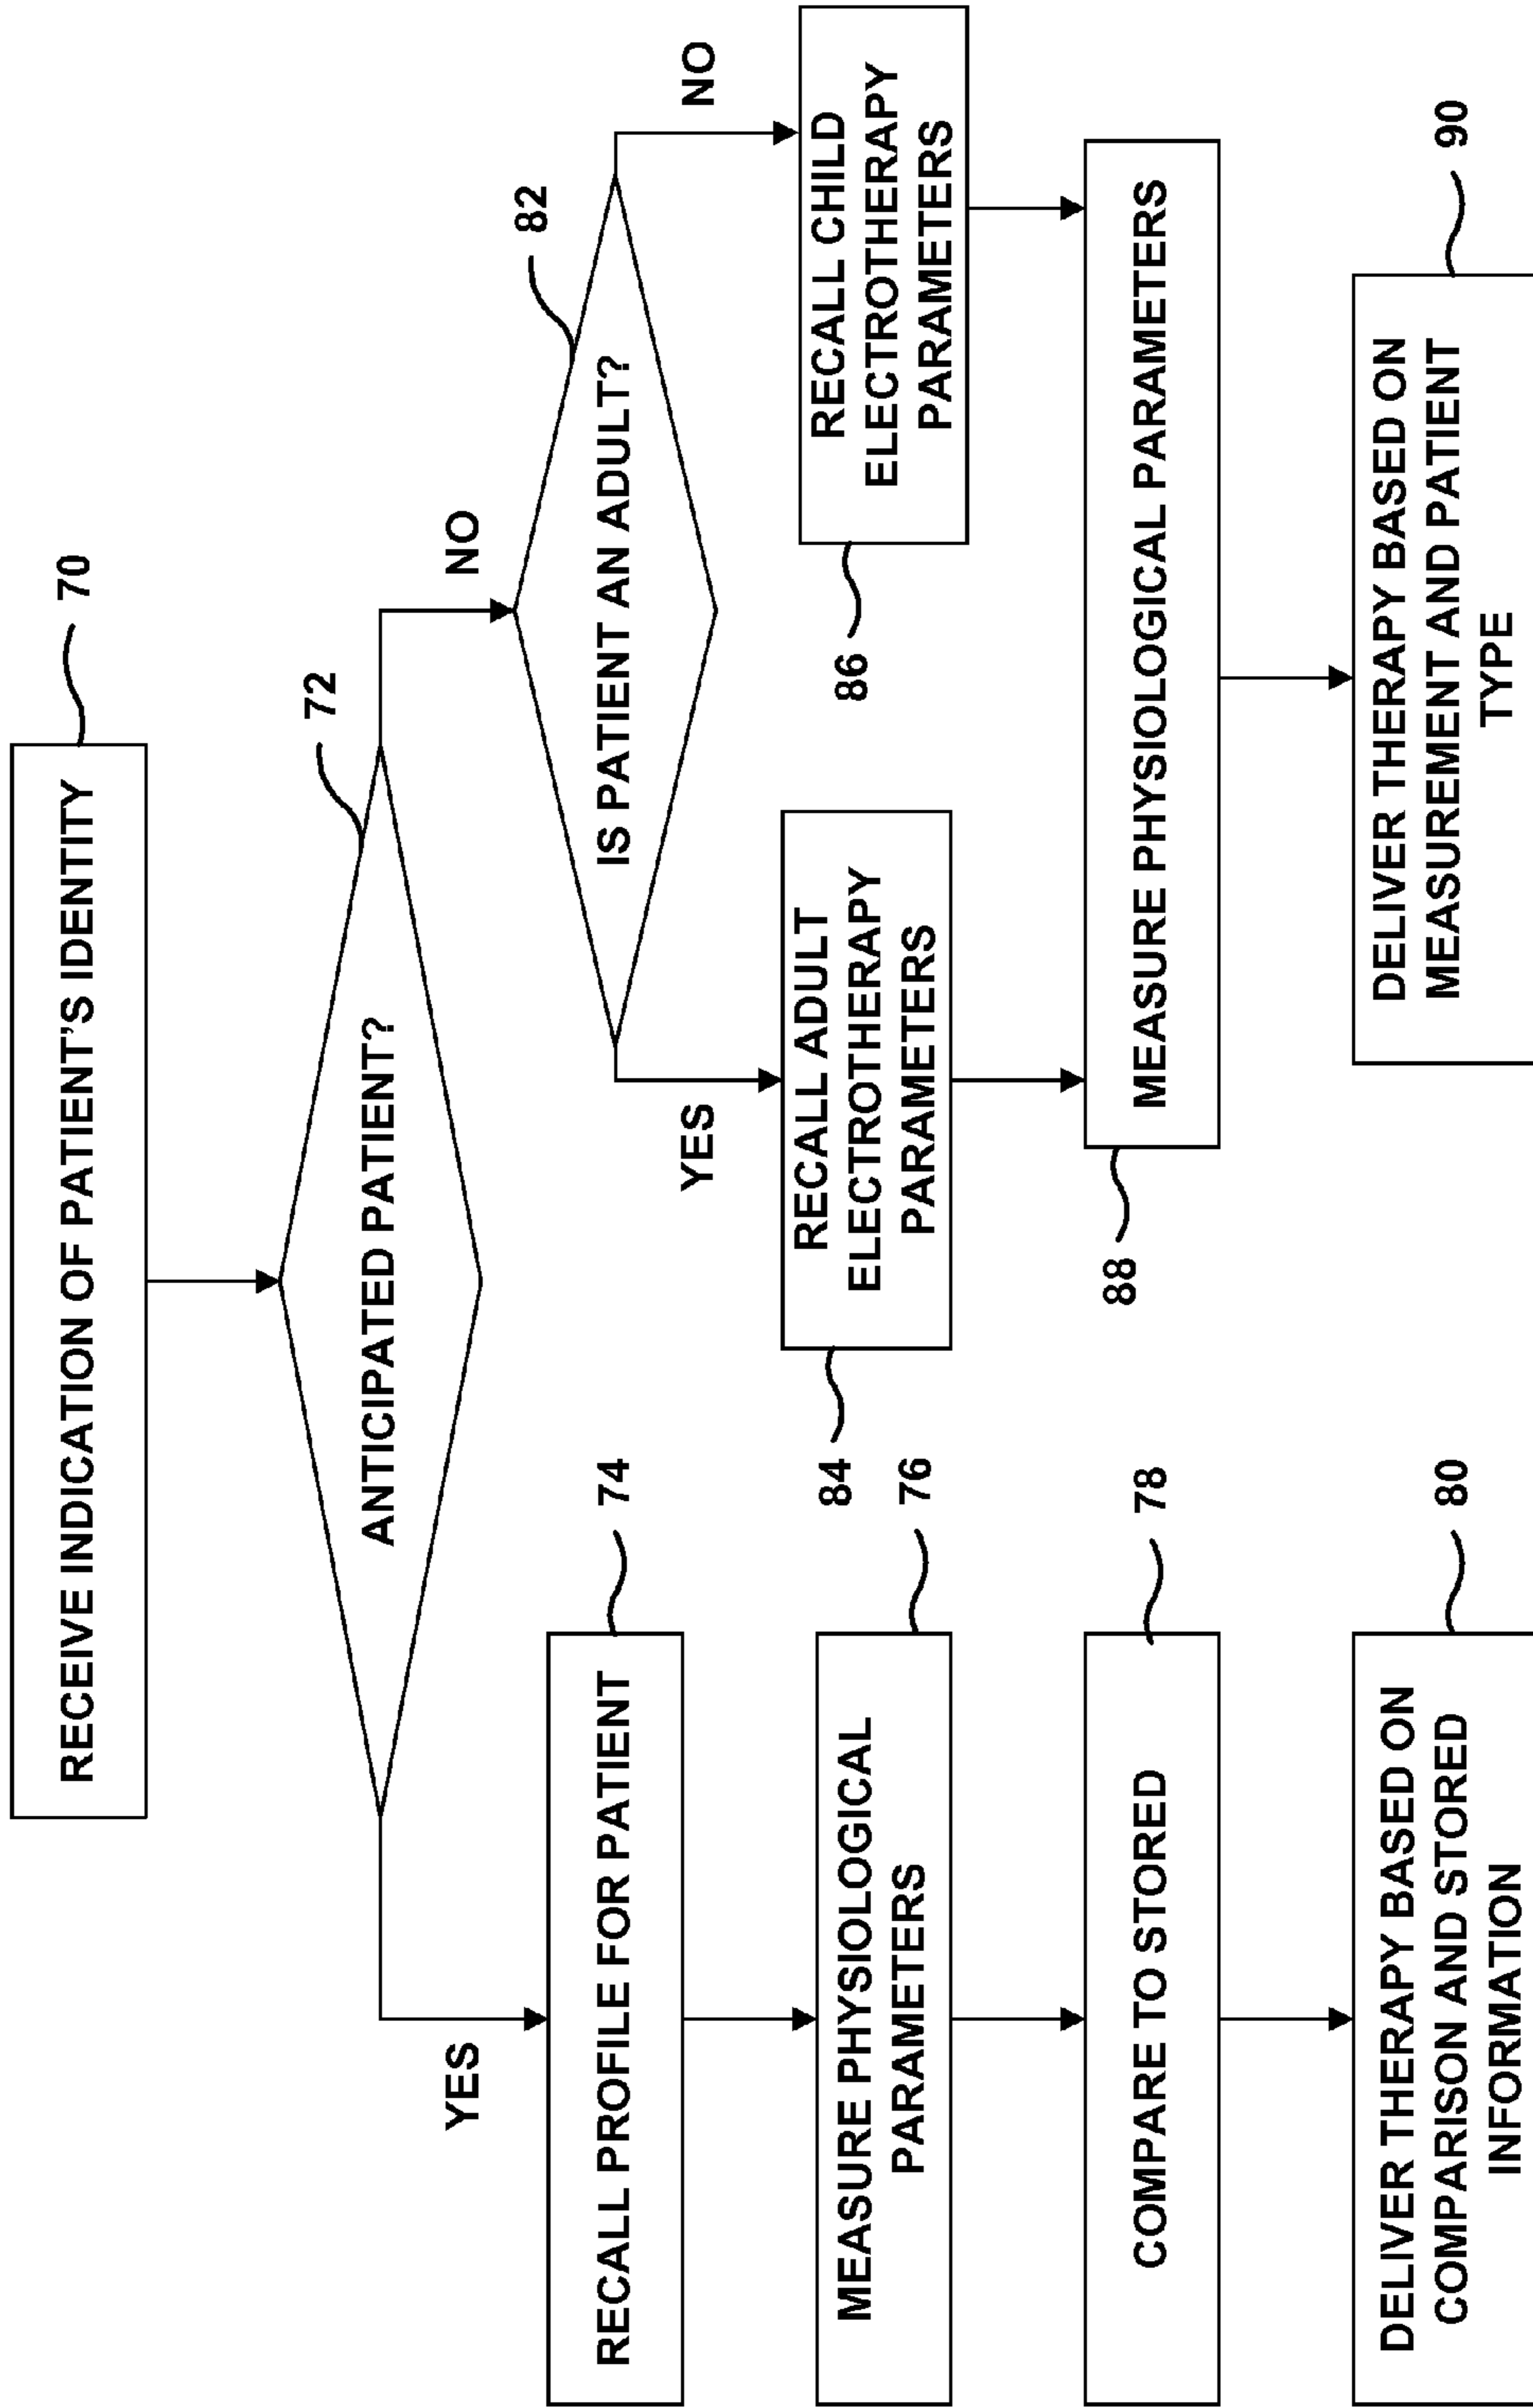 RECEIVE INDICATION OF PATIENT'S IDENTITY
70
ANTICIPATED PATIENT?
72
YES
NO
RECALL PROFILE FOR PATIENT
74
IS PATIENT AN ADULT?
82
YES
NO
MEASURE PHYSIOLOGICAL
PARAMETERS
76
84
RECALL ADULT
ELECTROTHERAPY
PARAMETERS
86
RECALL CHILD
ELECTROTHERAPY
PARAMETERS
COMPARE TO STORED
78
88
MEASURE PHYSIOLOGICAL PARAMETERS
DELIVER THERAPY BASED ON
COMPARISON AND STORED
INFORMATION
80
DELIVER THERAPY BASED ON
MEASUREMENT AND PATIENT
TYPE
90